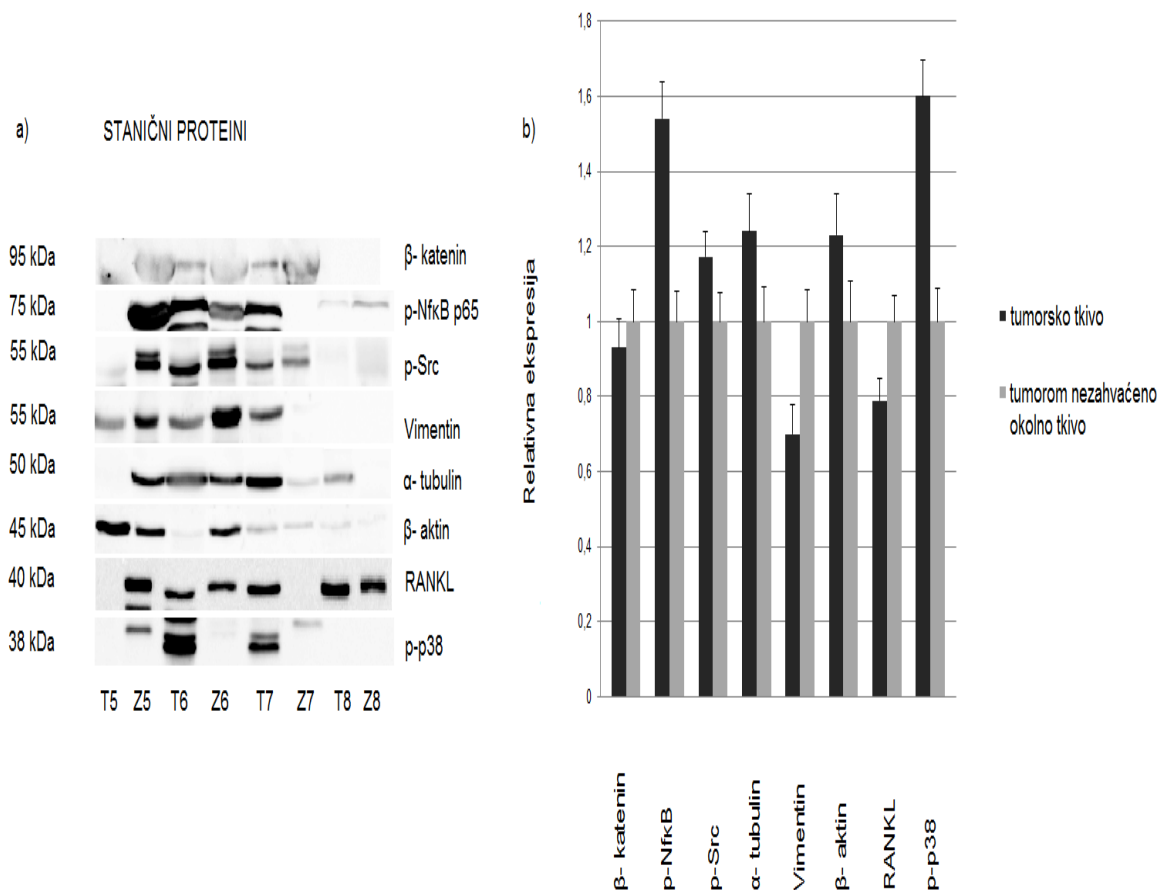 a)
STANIČNI PROTEINI
95 kDa
β- katenin
75 kDa
p-NfκB p65
55 kDa
p-Src
55 kDa
Vimentin
50 kDa
α- tubulin
45 kDa
β- aktin
40 kDa
RANKL
38 kDa
p-p38
T5 Z5 T6 Z6 T7 Z7 T8 Z8
b)
Relativna ekspresija
1,8
1,6
1,4
1,2
1
0,8
0,6
0,4
0,2
0
β- katenin
p-NfκB
p-Src
α- tubulin
Vimentin
β- aktin
RANKL
p-p38
tumorsko tkivo
tumorom nezahvaćeno
okolno tkivo